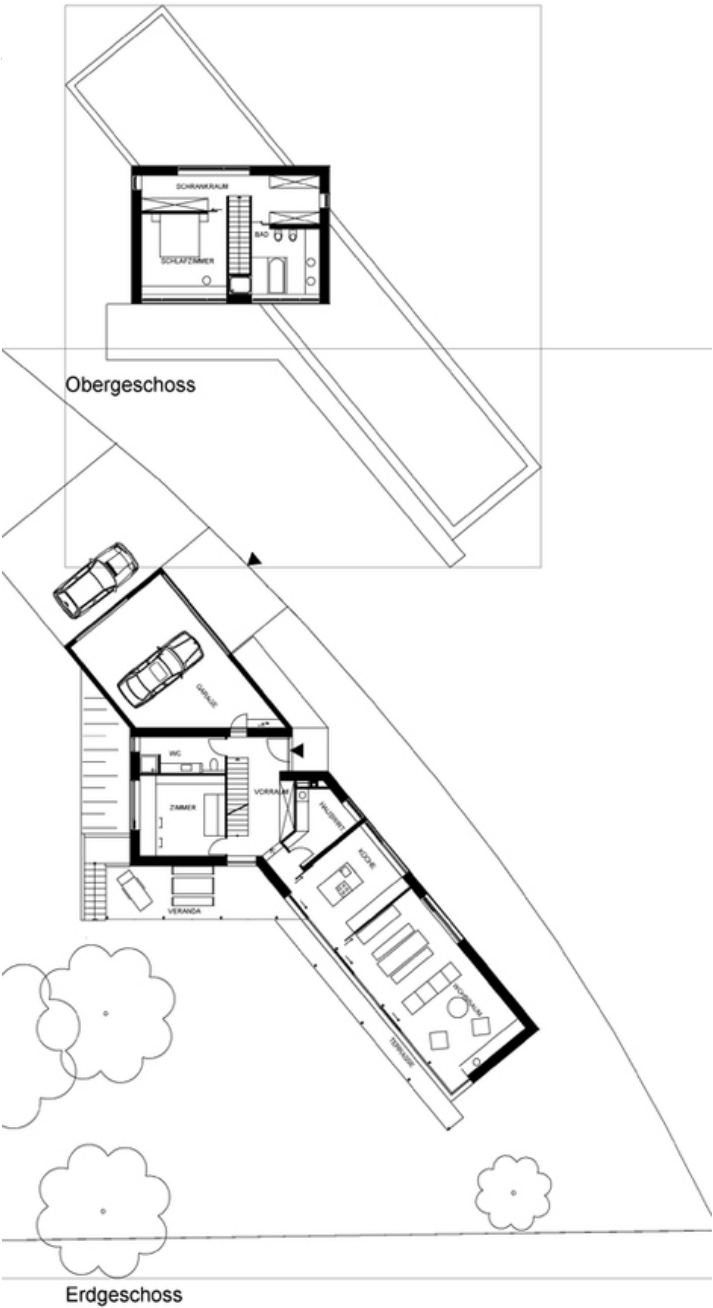 SCHRANKRAUM
BAD
SCHLAFZIMMER
Obergeschoss
GARAGE
WC
VORRAUM
ZIMMER
HAUSWIRT
KÜCHE
VERANDA
WOHNRAUM
TERRASSE
Erdgeschoss